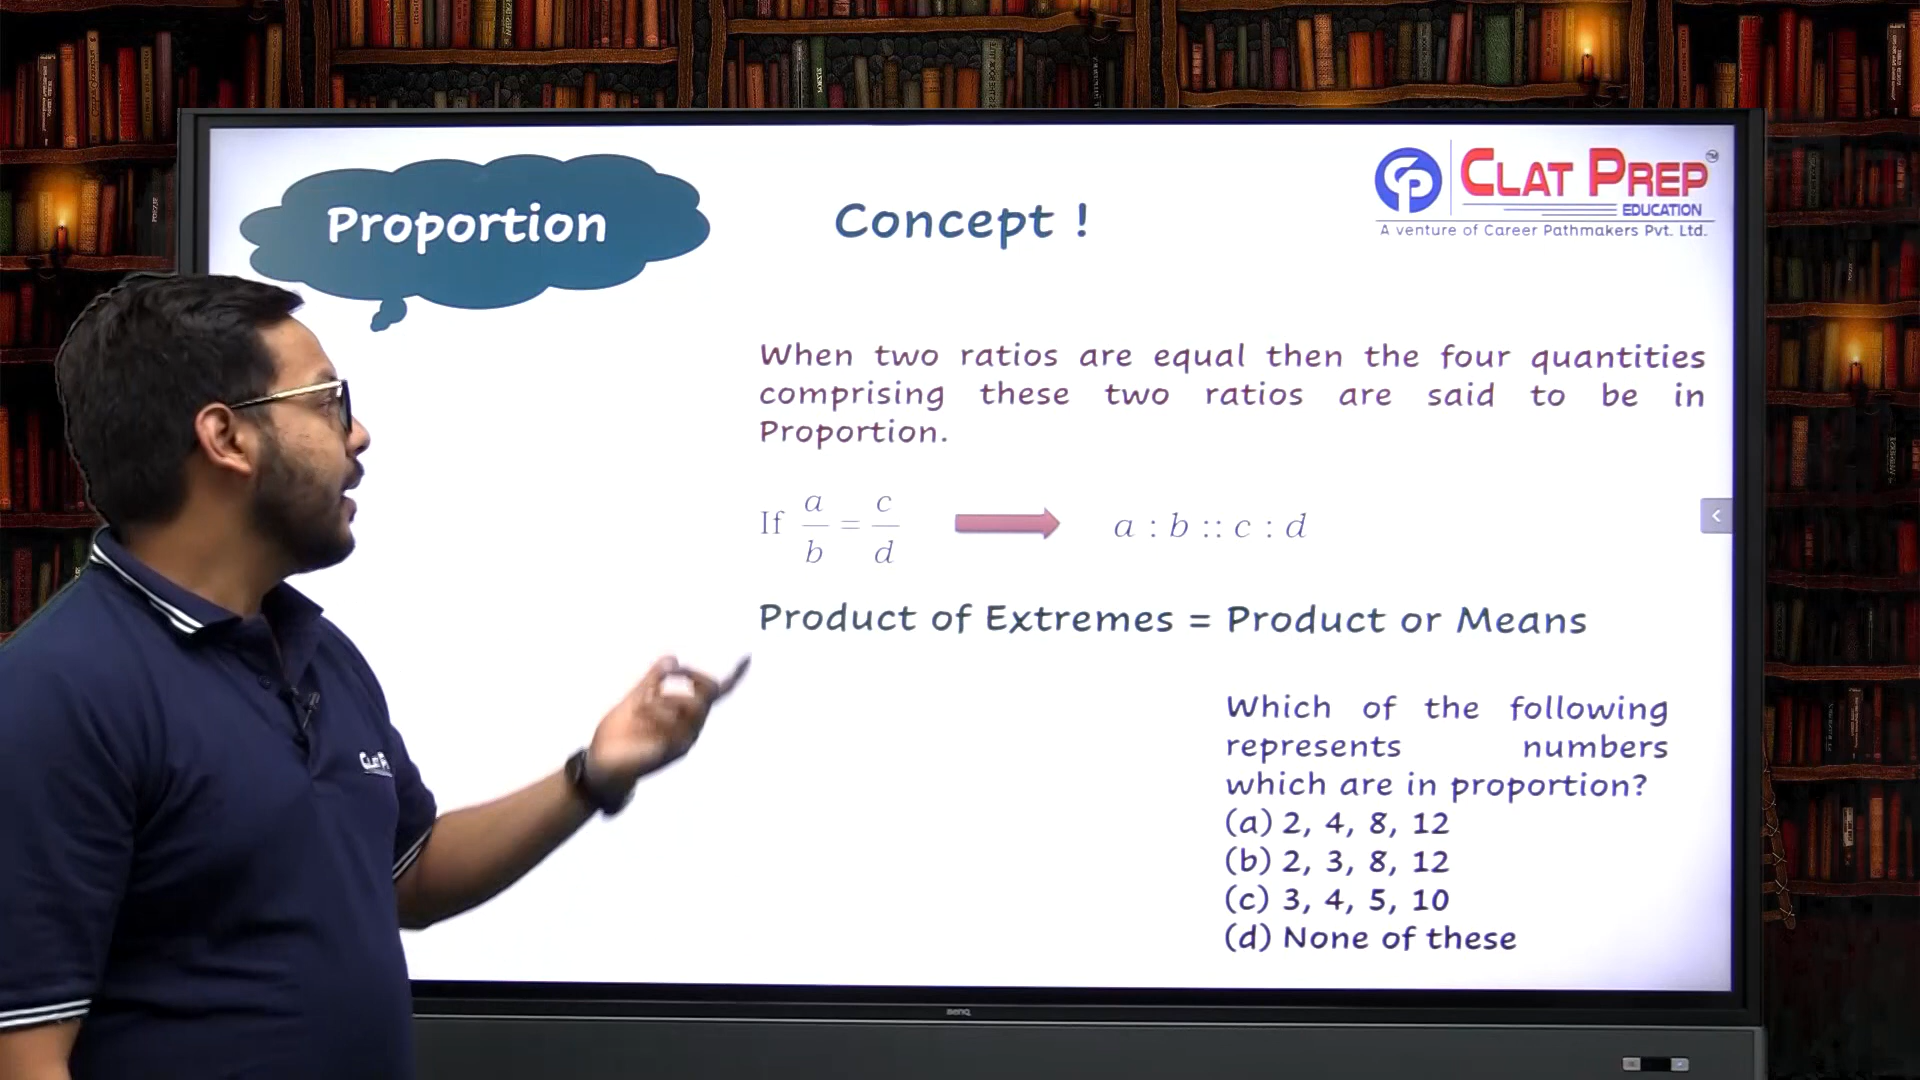 Proportion
Concept !
CP
CLAT PREP
TM
EDUCATION
A venture of Career Pathmakers Pvt. Ltd.
When two ratios are equal then the four quantities
comprising these two ratios are said to be in
Proportion.
If a/b = c/d
a : b :: c : d
Product of Extremes = Product or Means
Which of the following
represents numbers
which are in proportion?
(a) 2, 4, 8, 12
(b) 2, 3, 8, 12
(c) 3, 4, 5, 10
(d) None of these
BENQ